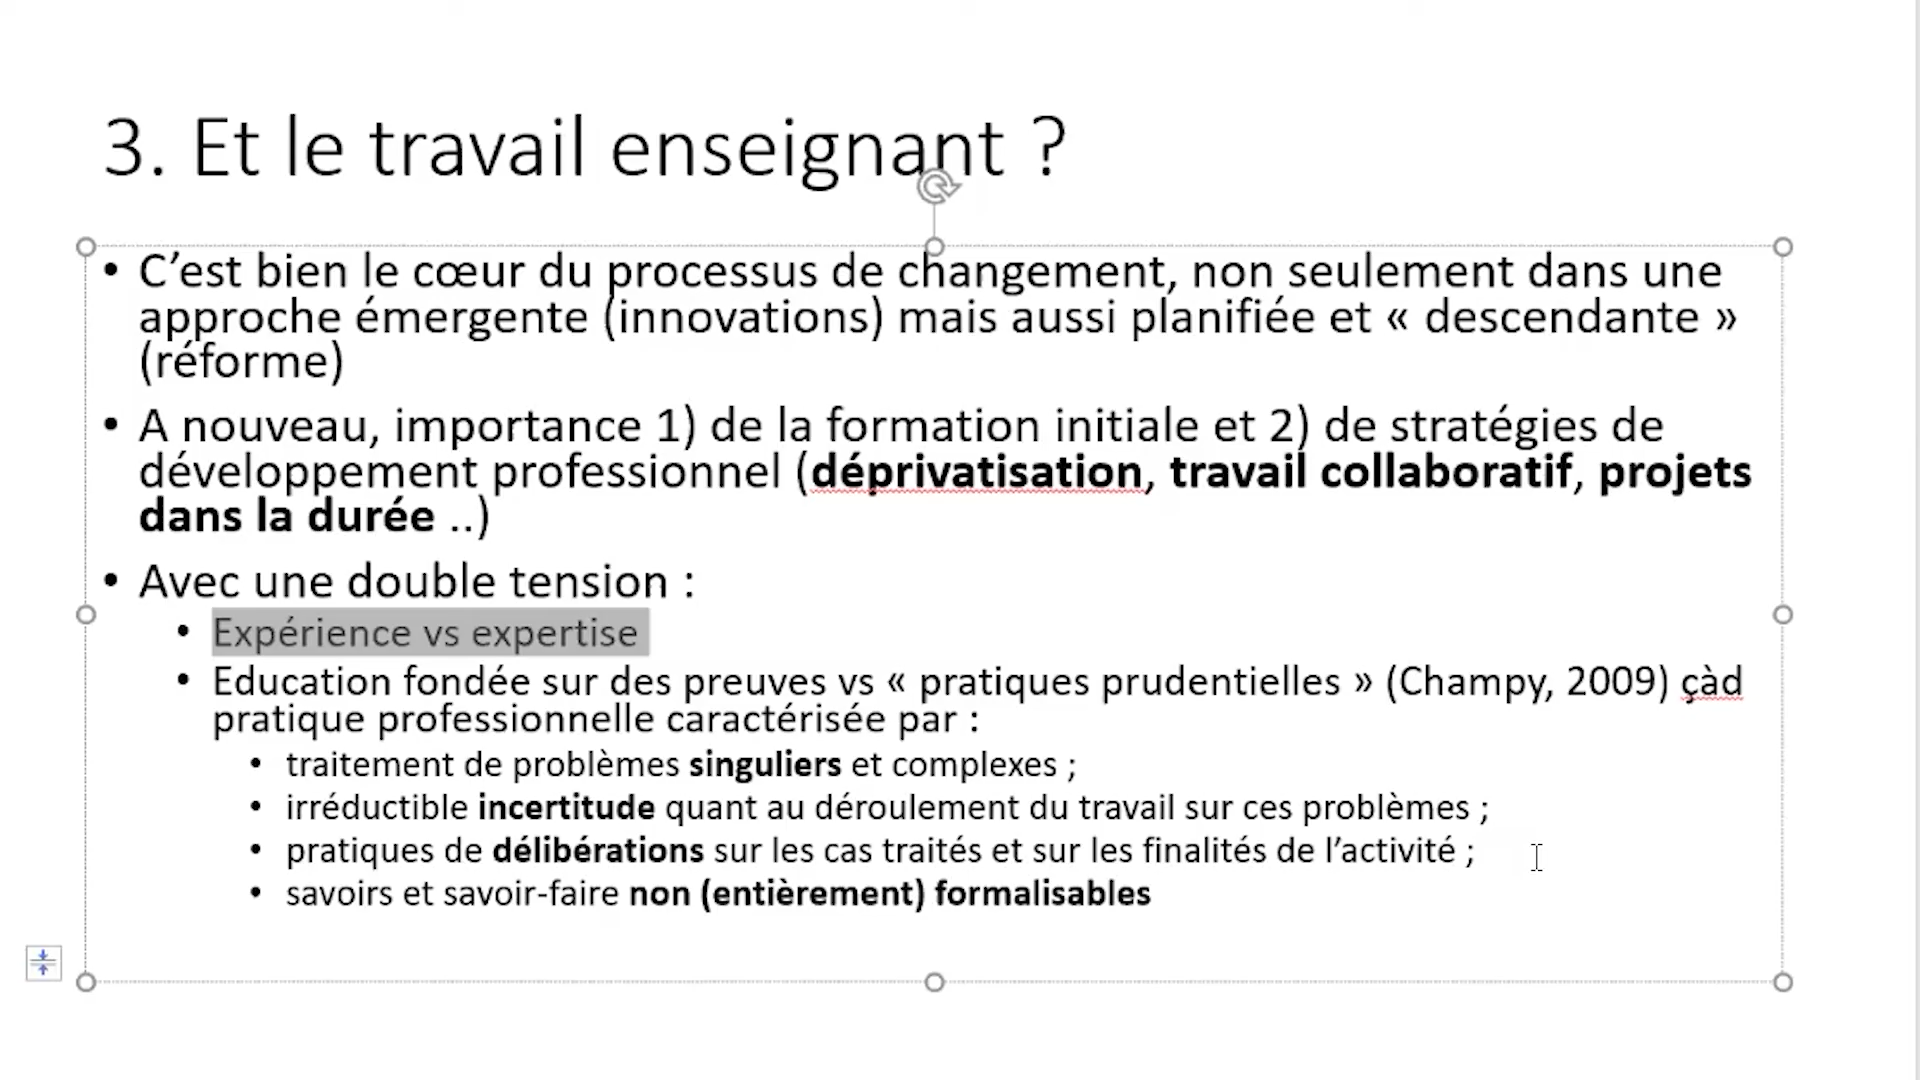 3. Et le travail enseignant ?
• C’est bien le cœur du processus de changement, non seulement dans une
approche émergente (innovations) mais aussi planifiée et « descendante »
(réforme)
• A nouveau, importance 1) de la formation initiale et 2) de stratégies de
développement professionnel (déprivatisation, travail collaboratif, projets
dans la durée ..)
• Avec une double tension :
• Expérience vs expertise
• Education fondée sur des preuves vs « pratiques prudentielles » (Champy, 2009) çàd
pratique professionnelle caractérisée par :
• traitement de problèmes singuliers et complexes ;
• irréductible incertitude quant au déroulement du travail sur ces problèmes ;
• pratiques de délibérations sur les cas traités et sur les finalités de l’activité ;
• savoirs et savoir-faire non (entièrement) formalisables